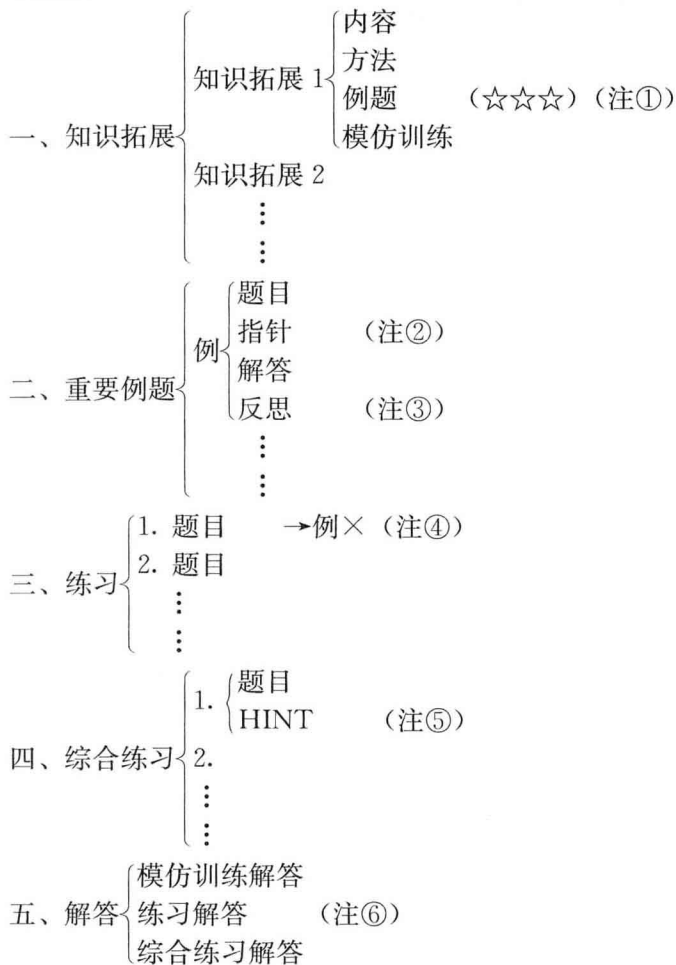 内容
方法
知识拓展 1
例题 （☆☆☆）（注①）
一、知识拓展
模仿训练
知识拓展 2
⋮
⋮
题目
指针 （注②）
例
解答
二、重要例题
反思 （注③）
⋮
⋮
1. 题目 →例×（注④）
2. 题目
三、练习
⋮
⋮
题目
1.
HINT （注⑤）
四、综合练习
2.
⋮
⋮
模仿训练解答
五、解答 练习解答 （注⑥）
综合练习解答